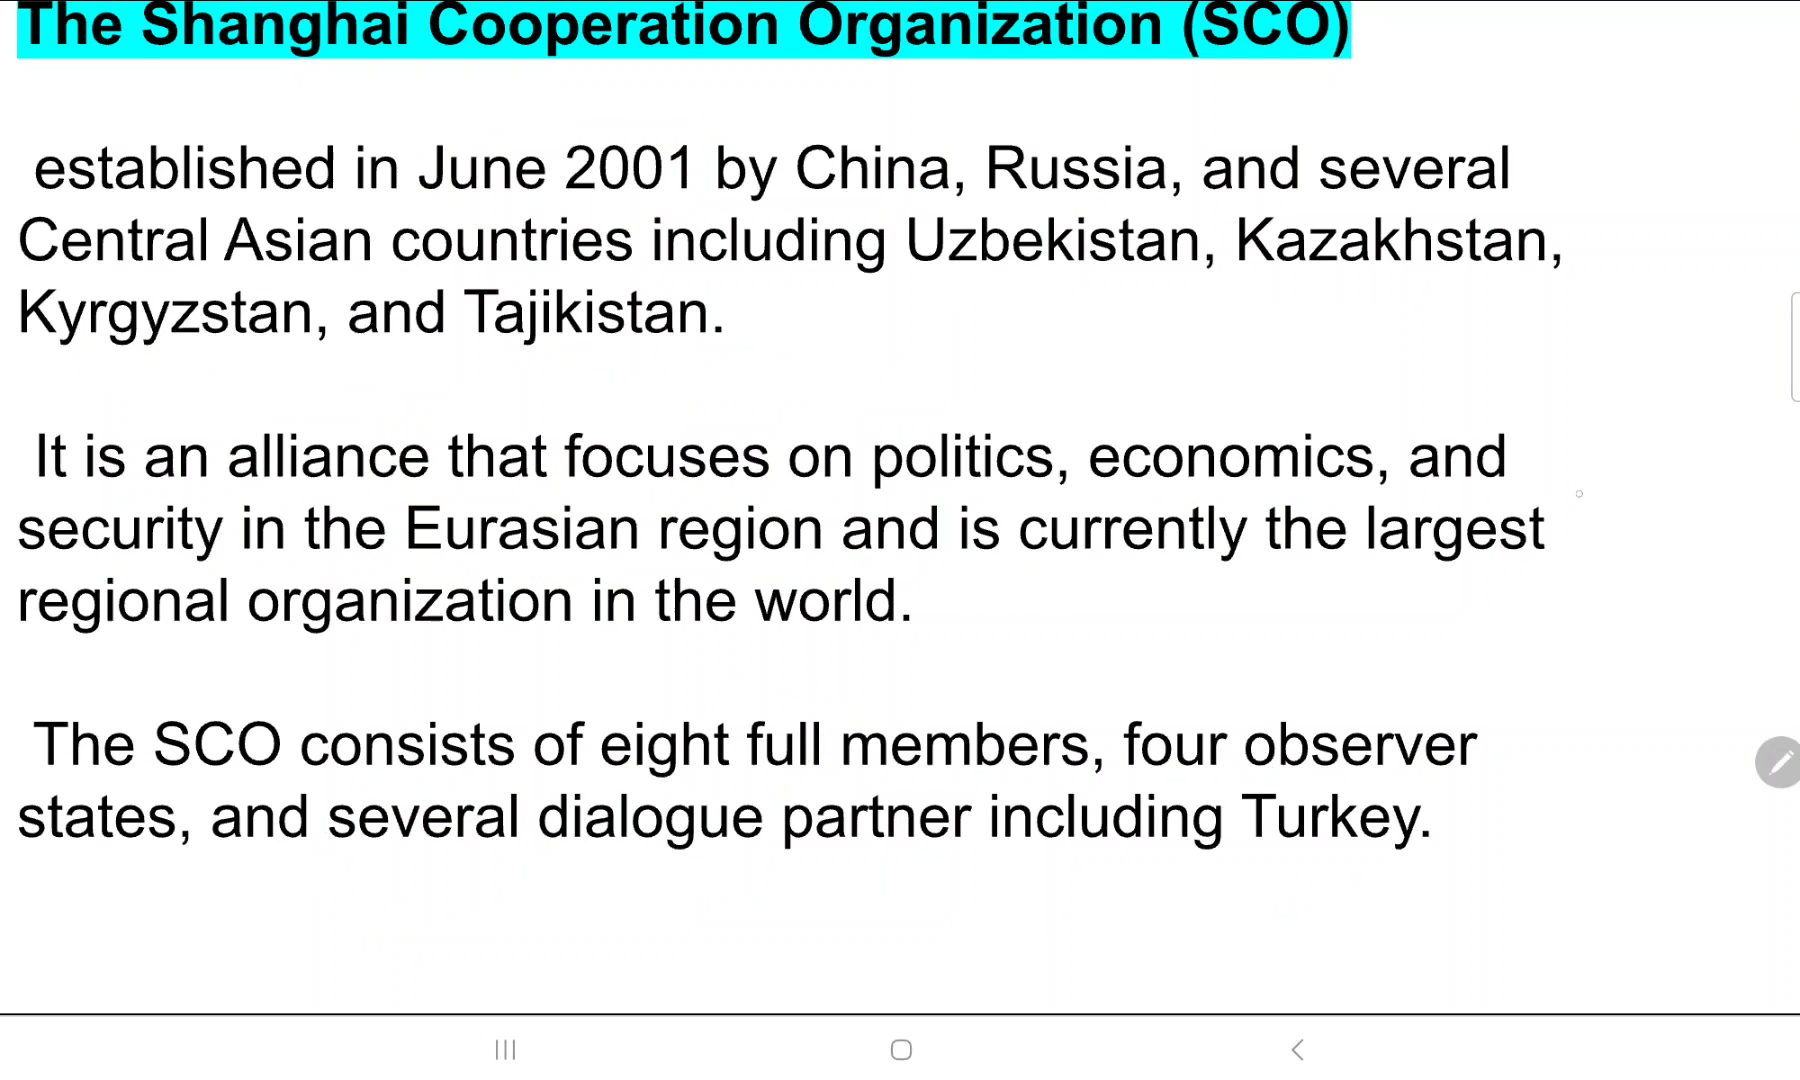 The Shanghai Cooperation Organization (SCO)
established in June 2001 by China, Russia, and several
Central Asian countries including Uzbekistan, Kazakhstan,
Kyrgyzstan, and Tajikistan.
It is an alliance that focuses on politics, economics, and
security in the Eurasian region and is currently the largest
regional organization in the world.
The SCO consists of eight full members, four observer
states, and several dialogue partner including Turkey.